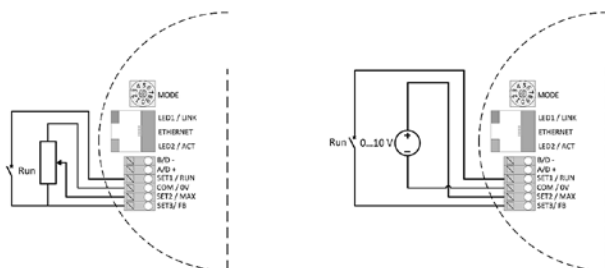 MODE
LED1 / LINK
ETHERNET
LED2 / ACT
Run
B/D -
A/D +
SET1 / RUN
COM / 0V
SET2 / MAX
SET3 / FB
MODE
LED1 / LINK
ETHERNET
LED2 / ACT
Run
0...10 V
B/D -
A/D +
SET1 / RUN
COM / 0V
SET2 / MAX
SET3 / FB